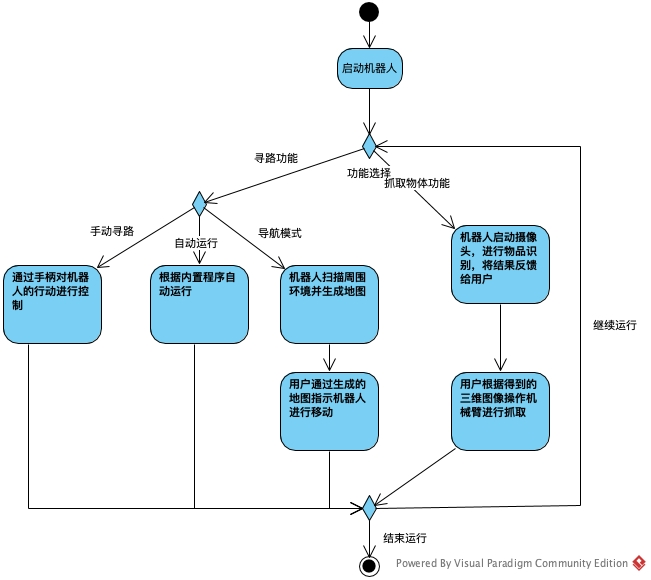 启动机器人
寻路功能
功能选择
抓取物体功能
手动寻路
自动运行
导航模式
通过手柄对机器
人的行动进行控
制
根据内置程序自
动运行
机器人扫描周围
环境并生成地图
机器人启动摄像
头，进行物品识
别，将结果反馈
给用户
继续运行
用户通过生成的
地图指示机器人
进行移动
用户根据得到的
三维图像操作机
械臂进行抓取
结束运行
Powered By Visual Paradigm Community Edition